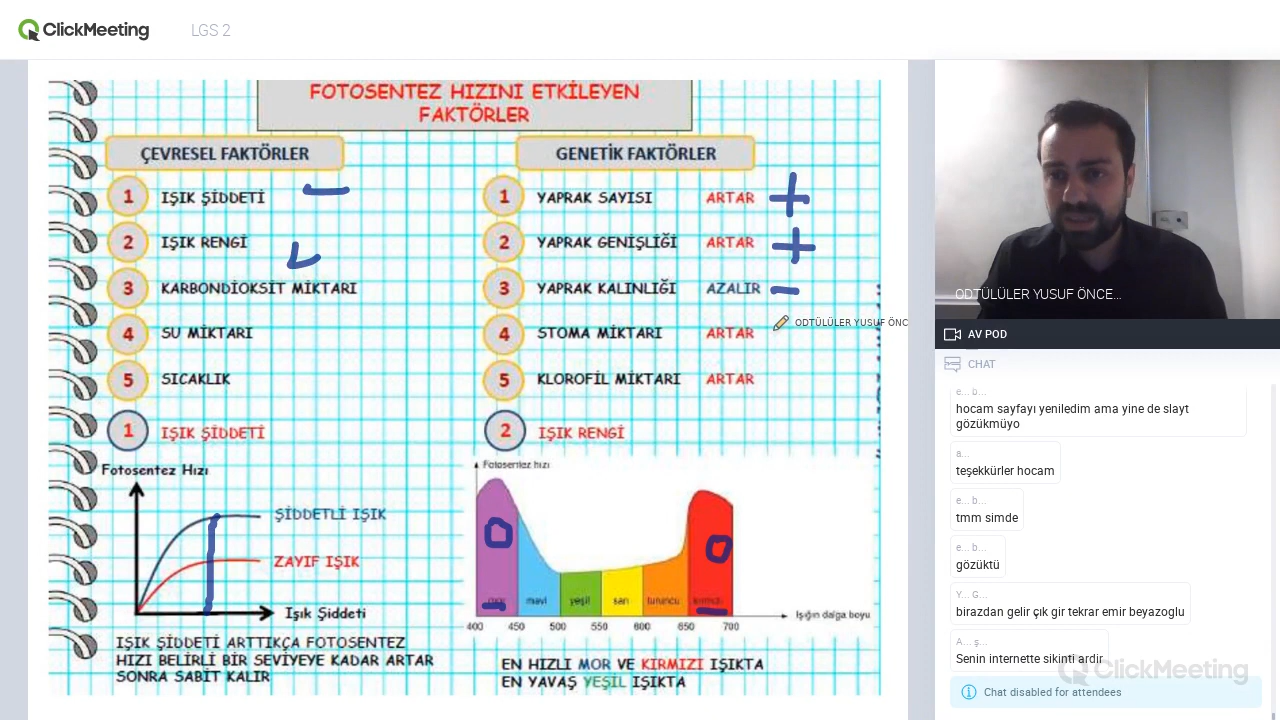 ClickMeeting
LGS 2
FOTOSENTEZ HIZINI ETKİLEYEN
FAKTÖRLER
ÇEVRESEL FAKTÖRLER
1 IŞIK ŞİDDETİ
2 IŞIK RENGİ
3 KARBONDİOKSİT MİKTARI
4 SU MİKTARI
5 SICAKLIK
GENETİK FAKTÖRLER
1 YAPRAK SAYISI ARTAR
2 YAPRAK GENİŞLİĞİ ARTAR
3 YAPRAK KALINLIĞI AZALIR
4 STOMA MİKTARI ARTAR
5 KLOROFİL MİKTARI ARTAR
ODTÜLÜLER YUSUF ÖNC
1 IŞIK ŞİDDETİ
Fotosentez Hızı
ŞİDDETLİ IŞIK
ZAYIF IŞIK
Işık Şiddeti
IŞIK ŞİDDETİ ARTTIKÇA FOTOSENTEZ
HIZI BELİRLİ BİR SEVİYEYE KADAR ARTAR
SONRA SABİT KALIR
2 IŞIK RENGİ
Fotosentez hızı
mor mavi yeşil sarı turuncu kırmızı
Işığın dalga boyu
400 450 500 550 600 650 700
EN HIZLI MOR VE KIRMIZI IŞIKTA
EN YAVAŞ YEŞİL IŞIKTA
ODTÜLÜLER YUSUF ÖNCE...
AV POD
CHAT
e... b...
hocam sayfayı yeniledim ama yine de slayt
gözükmüyo
a...
teşekkürler hocam
e... b...
tmm simde
e... b...
gözüktü
Y... G...
birazdan gelir çık gir tekrar emir beyazoglu
A... ş...
Senin internette sikinti ardir
ClickMeeting
Chat disabled for attendees